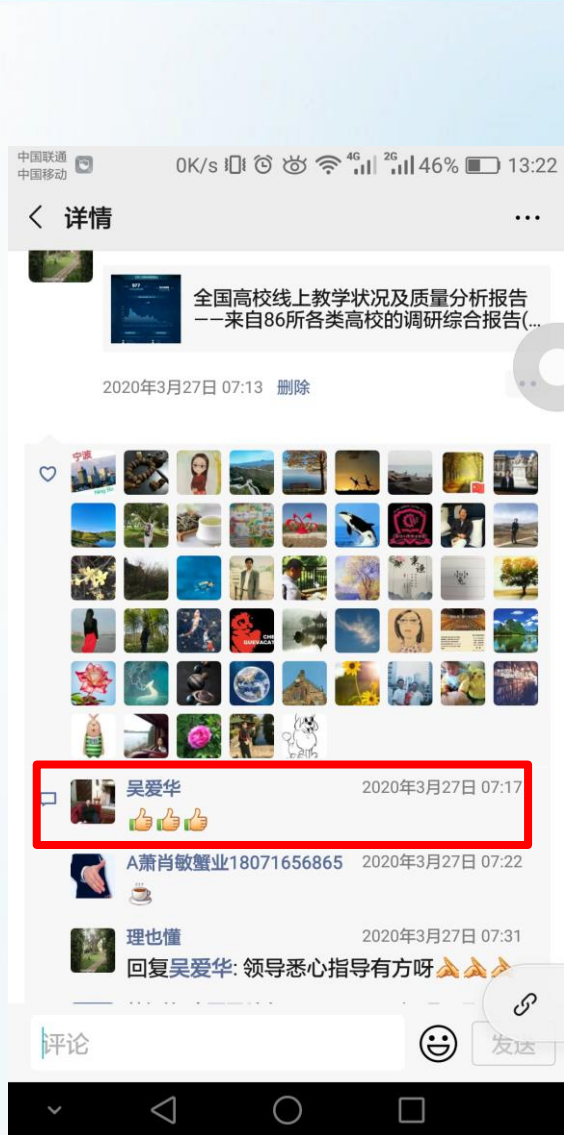 中国联通
中国移动
0K/s 4G 2G 46% 13:22
详情
全国高校线上教学状况及质量分析报告
——来自86所各类高校的调研综合报告(...
2020年3月27日 07:13 删除
宁波
吴爱华 2020年3月27日 07:17
A萧肖敏蟹业18071656865 2020年3月27日 07:22
理也懂 2020年3月27日 07:31
回复吴爱华: 领导悉心指导有方呀
评论
发送